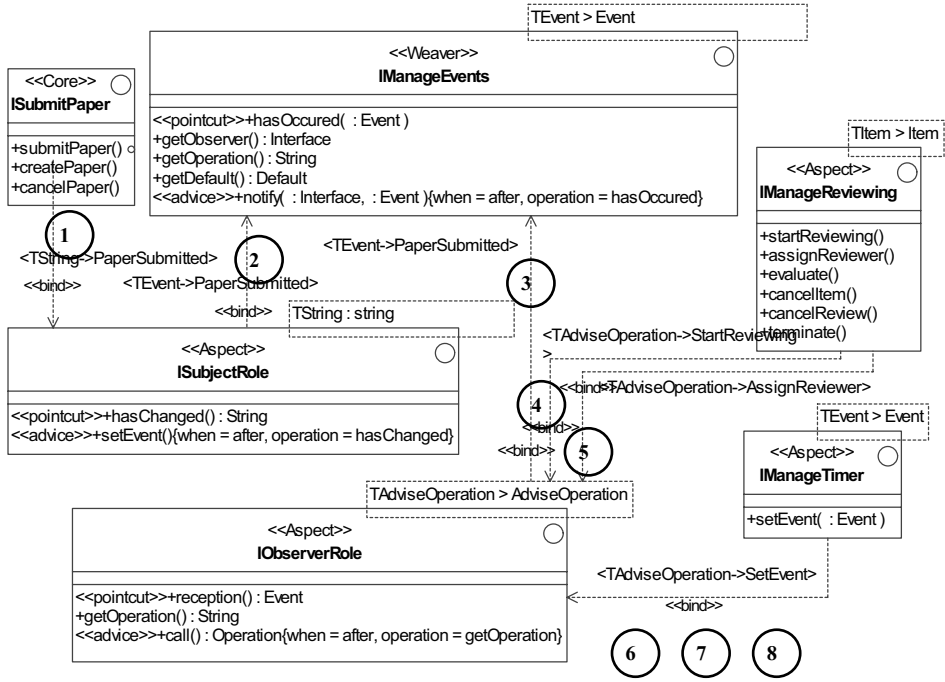 TEvent > Event
<<Weaver>>
IManageEvents
<<pointcut>>+hasOccured( : Event )
+getObserver() : Interface
+getOperation() : String
+getDefault() : Default
<<advice>>+notify( : Interface, : Event ){when = after, operation = hasOccured}
<<Core>>
ISubmitPaper
+submitPaper()
+createPaper()
+cancelPaper()
TItem > Item
<<Aspect>>
IManageReviewing
+startReviewing()
+assignReviewer()
+evaluate()
+cancelItem()
+cancelReview()
+terminate()
1
<TString->PaperSubmitted>
<<bind>>
2
<TEvent->PaperSubmitted>
<<bind>>
<TEvent->PaperSubmitted>
3
TString : string
<<Aspect>>
ISubjectRole
<<pointcut>>+hasChanged() : String
<<advice>>+setEvent(){when = after, operation = hasChanged}
<TAdviseOperation->StartReviewing
>
<<bind>>
<TAdviseOperation->AssignReviewer>
4
<<bind>>
<<bind>>
5
TEvent > Event
<<Aspect>>
IManageTimer
+setEvent( : Event )
TAdviseOperation > AdviseOperation
<<Aspect>>
IObserverRole
<<pointcut>>+reception() : Event
+getOperation() : String
<<advice>>+call() : Operation{when = after, operation = getOperation}
<TAdviseOperation->SetEvent>
<<bind>>
6
7
8